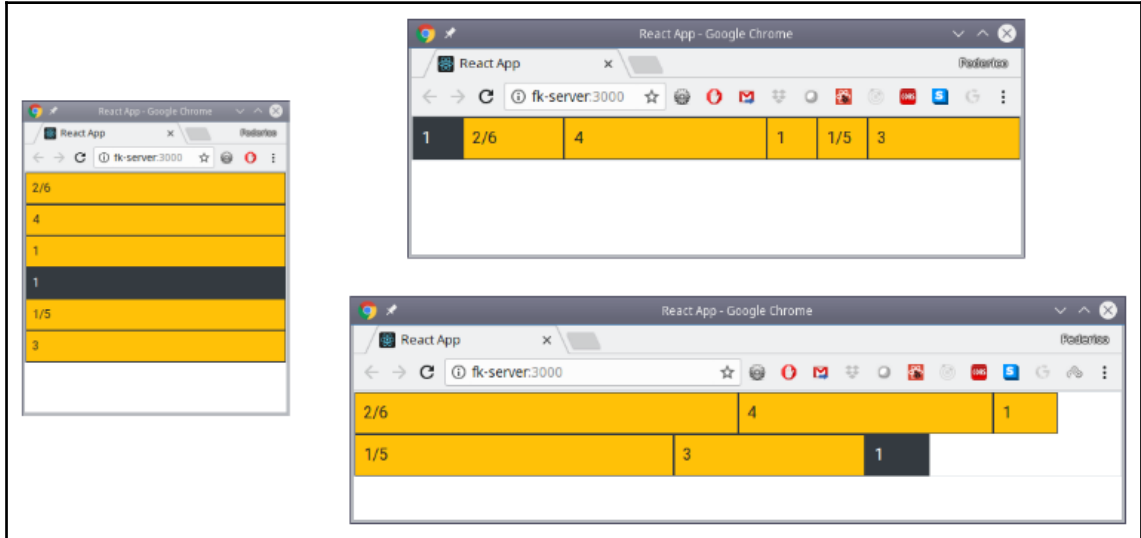 React App - Google Chrome
React App
fk-server:3000
2/6
4
1
1
1/5
3
React App - Google Chrome
React App
fk-server:3000
1 2/6 4 1 1/5 3
React App - Google Chrome
React App
fk-server:3000
2/6 4 1
1/5 3 1